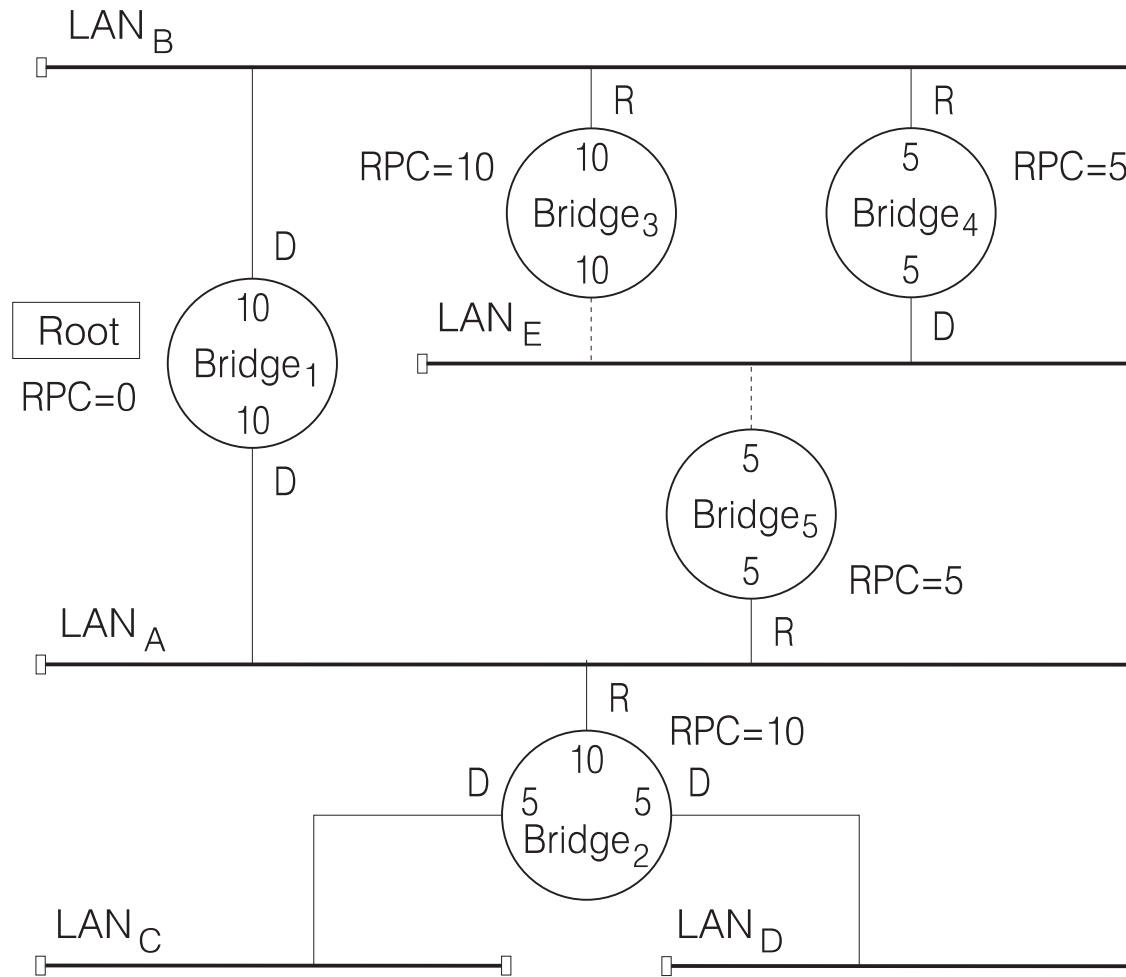 LAN B
R
R
RPC=10
10
5
RPC=5
Bridge3
Bridge4
10
5
D
D
10
Root
LAN E
Bridge1
RPC=0
10
D
5
Bridge5
5
RPC=5
LAN A
R
R
RPC=10
10
D
D
5
5
Bridge2
LAN C
LAN D